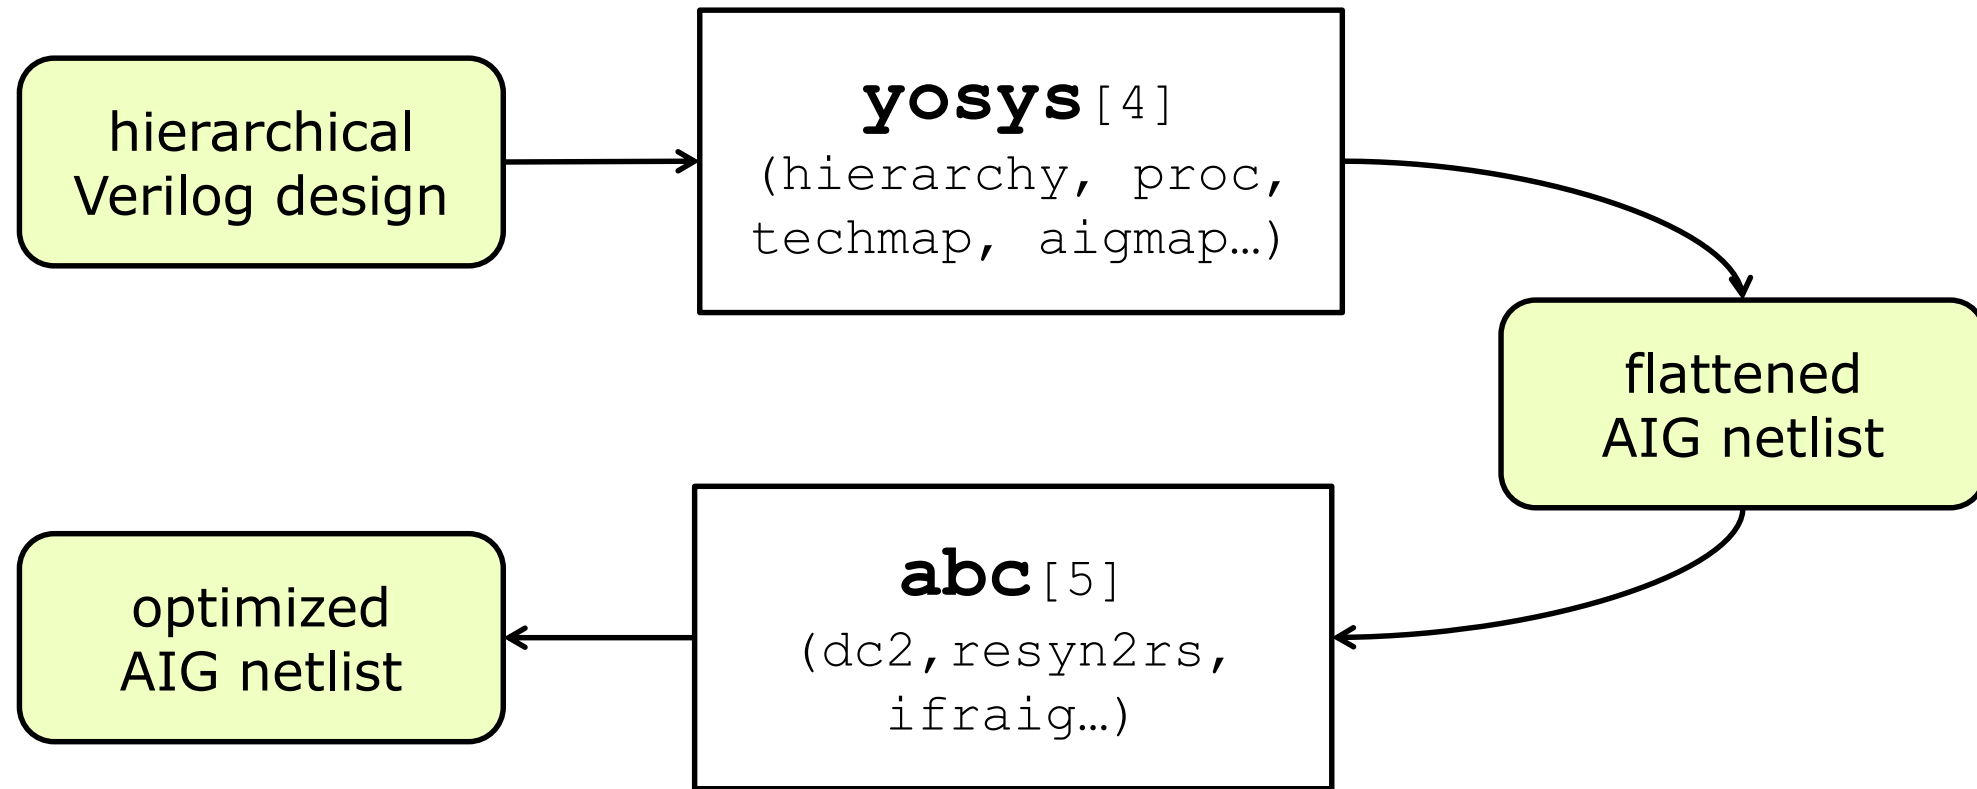 hierarchical
Verilog design
yosys[4]
(hierarchy, proc,
techmap, aigmap…)
flattened
AIG netlist
abc[5]
(dc2,resyn2rs,
ifraig…)
optimized
AIG netlist